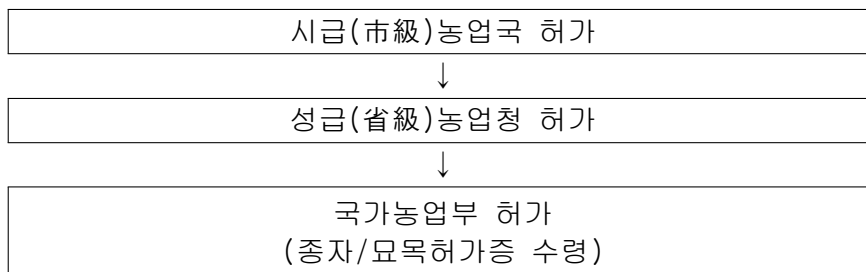 시급(市級)농업국 허가
↓
성급(省級)농업청 허가
↓
국가농업부 허가
(종자/묘목허가증 수령)